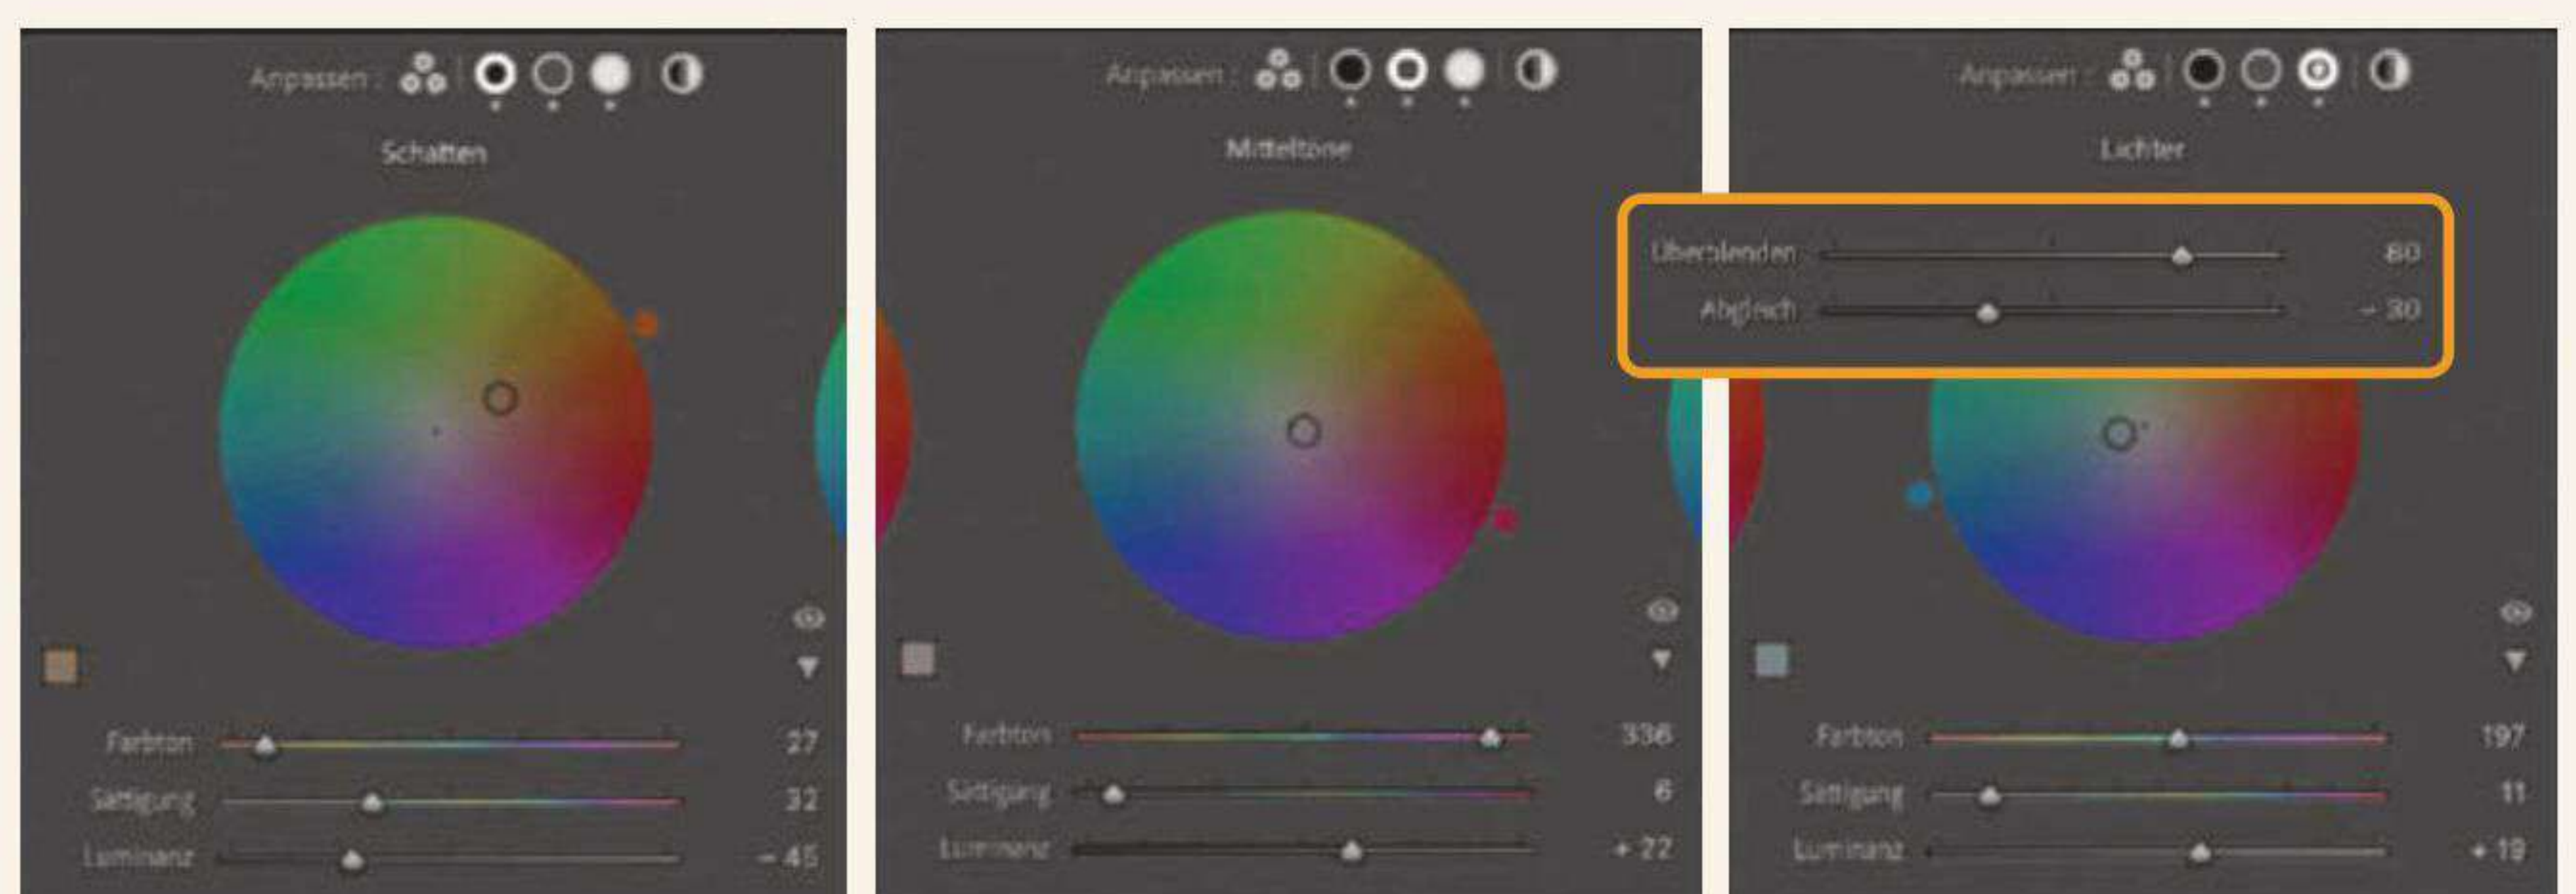 Anpassen :
Schatten
Farbton 27
Sättigung 32
Luminanz - 45
Anpassen :
Mitteltöne
Farbton 336
Sättigung 6
Luminanz + 22
Anpassen :
Lichter
Überblenden 80
Abgleich - 30
Farbton 197
Sättigung 11
Luminanz + 19